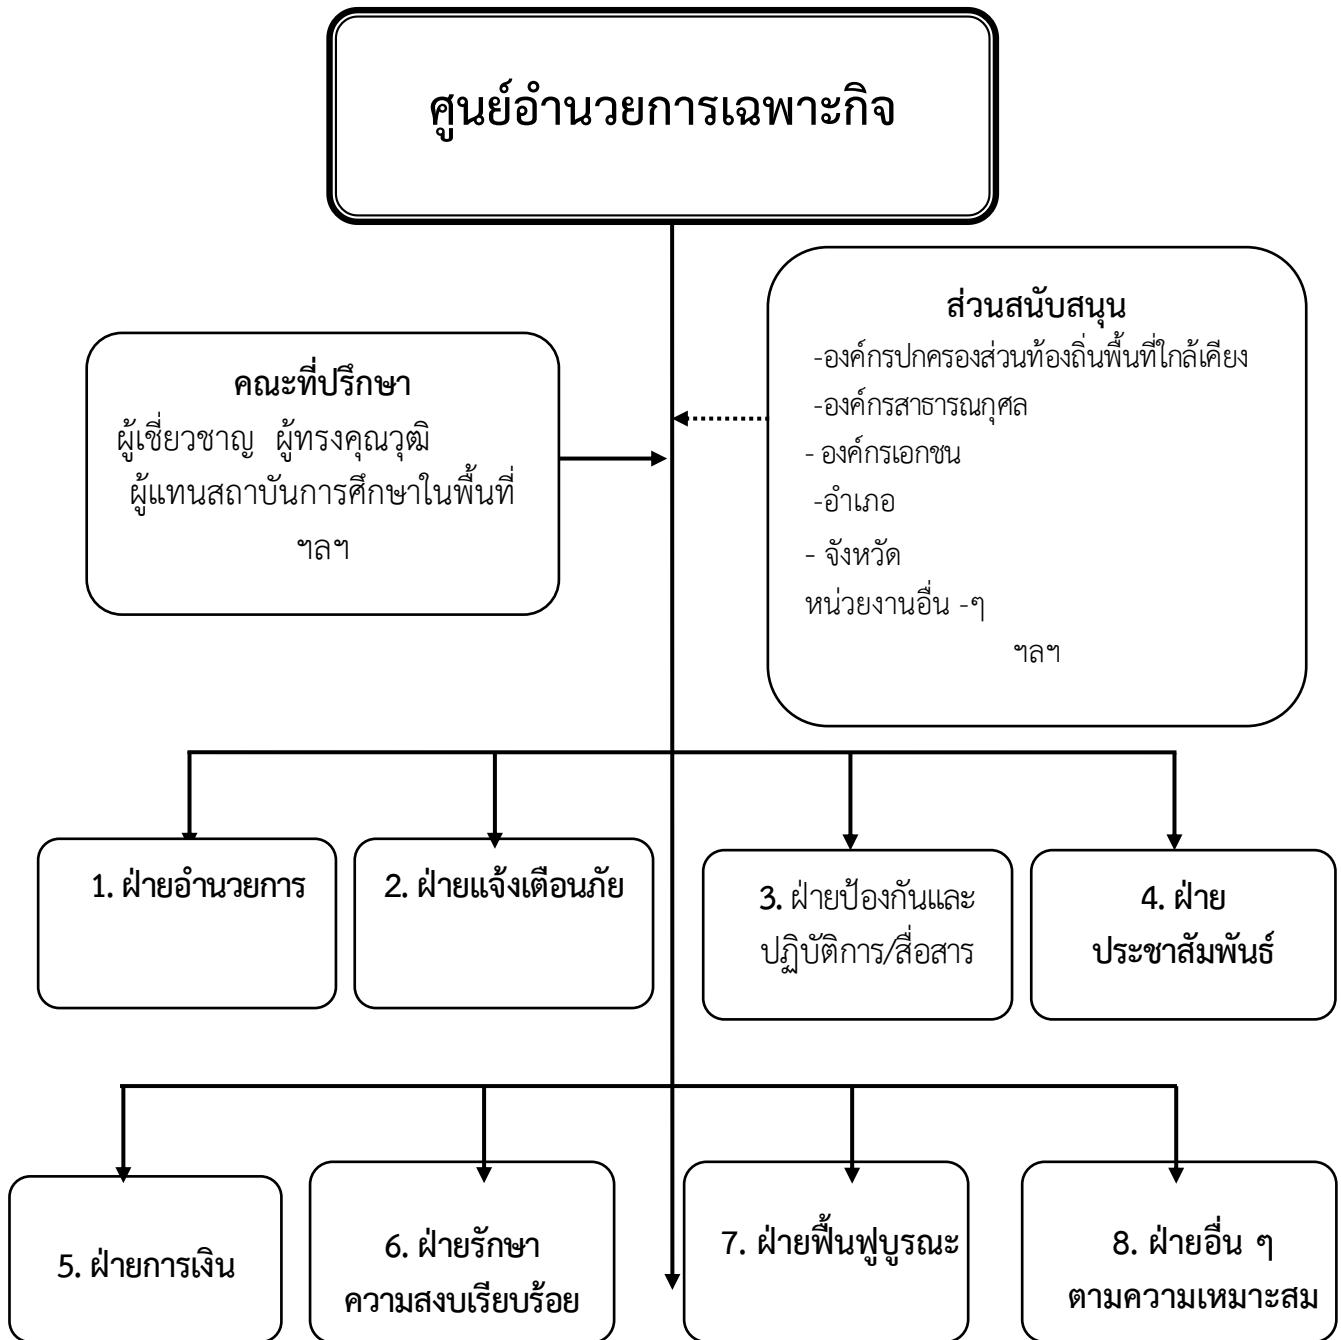 ศูนย์อำนวยการเฉพาะกิจ
คณะที่ปรึกษา
ผู้เชี่ยวชาญ ผู้ทรงคุณวุฒิ
ผู้แทนสถาบันการศึกษาในพื้นที่
ฯลฯ
ส่วนสนับสนุน
-องค์กรปกครองส่วนท้องถิ่นพื้นที่ใกล้เคียง
-องค์กรสาธารณกุศล
- องค์กรเอกชน
-อำเภอ
- จังหวัด
หน่วยงานอื่น -ๆ
ฯลฯ
1. ฝ่ายอำนวยการ
2. ฝ่ายแจ้งเตือนภัย
3. ฝ่ายป้องกันและ
ปฏิบัติการ/สื่อสาร
4. ฝ่าย
ประชาสัมพันธ์
5. ฝ่ายการเงิน
6. ฝ่ายรักษา
ความสงบเรียบร้อย
7. ฝ่ายฟื้นฟูบูรณะ
8. ฝ่ายอื่น ๆ
ตามความเหมาะสม